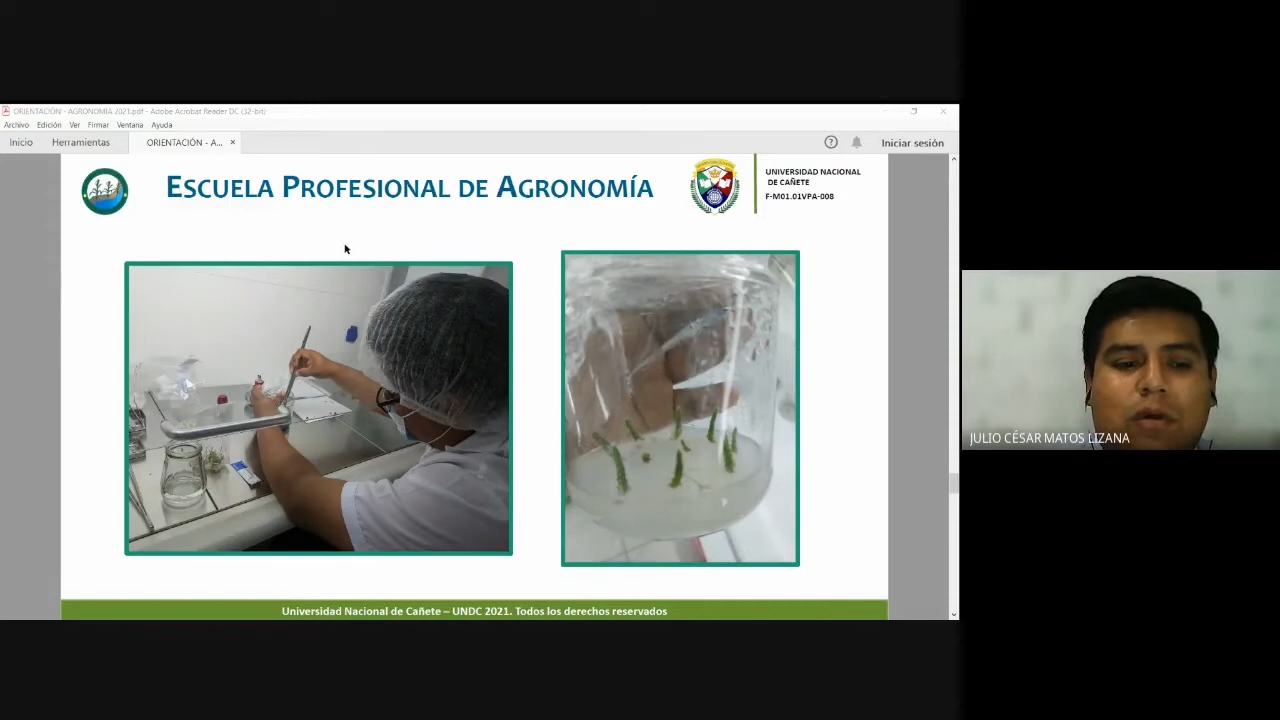 ORIENTACIÓN - AGRONOMÍA 2021.pdf - Adobe Acrobat Reader DC (32-bit)
Archivo Edición Ver Firmar Ventana Ayuda
Inicio Herramientas ORIENTACIÓN - A... × Iniciar sesión
ESCUELA PROFESIONAL DE AGRONOMÍA
UNIVERSIDAD NACIONAL
DE CAÑETE
F-M01.01VPA-008
JULIO CÉSAR MATOS LIZANA
Universidad Nacional de Cañete – UNDC 2021. Todos los derechos reservados